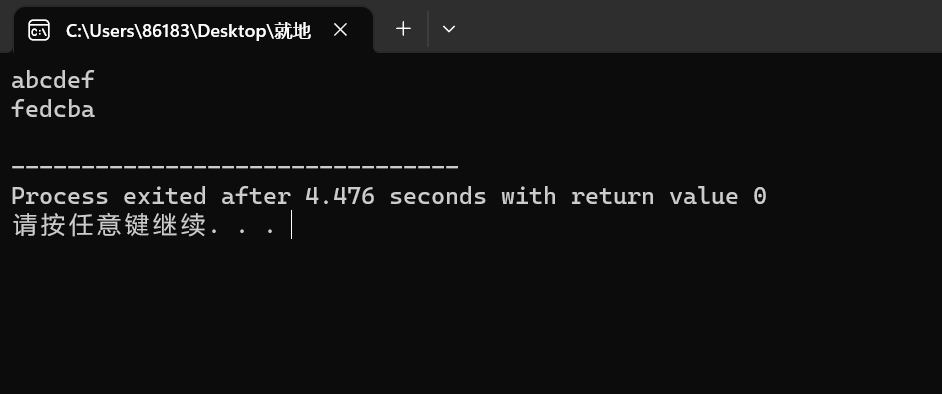 C:\Users\86183\Desktop\就地
abcdef
fedcba
--------------------------------
Process exited after 4.476 seconds with return value 0
请按任意键继续. . .